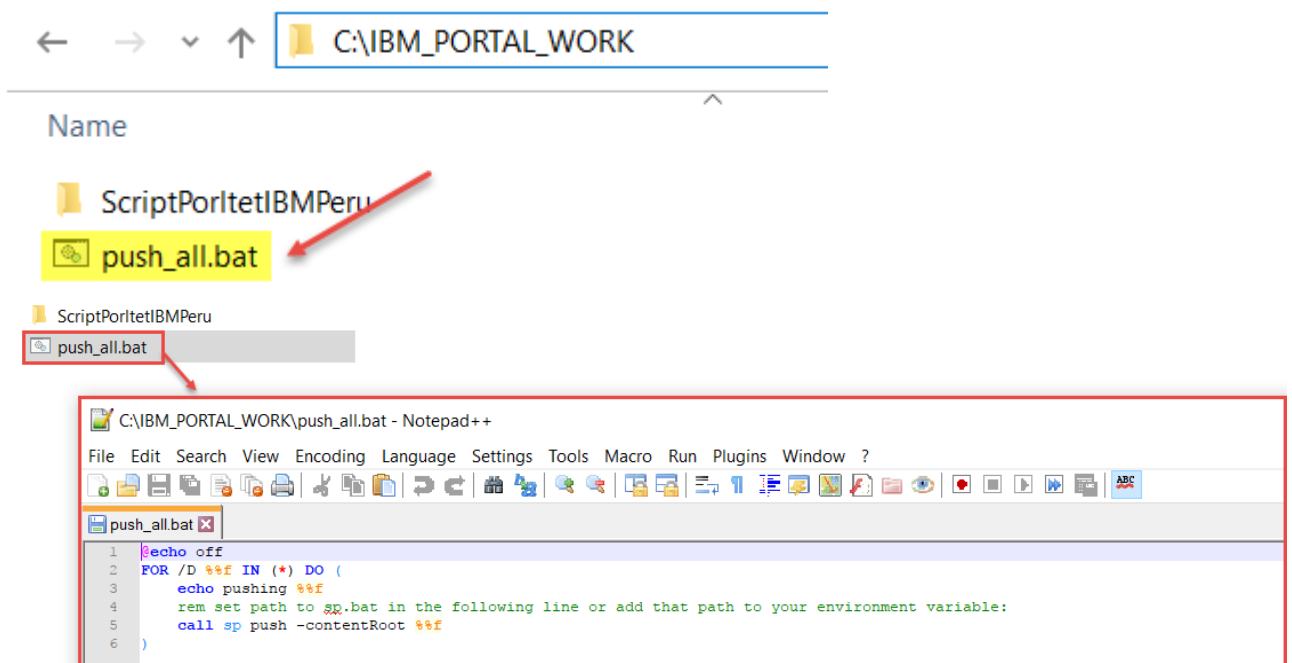 C:\IBM_PORTAL_WORK
Name
ScriptPorltetIBMPeru
push_all.bat
ScriptPorltetIBMPeru
push_all.bat
C:\IBM_PORTAL_WORK\push_all.bat - Notepad++
File Edit Search View Encoding Language Settings Tools Macro Run Plugins Window ?
ABC
push_all.bat
1 @echo off
2 FOR /D %%f IN (*) DO (
3 echo pushing %%f
4 rem set path to sp.bat in the following line or add that path to your environment variable:
5 call sp push -contentRoot %%f
6 )